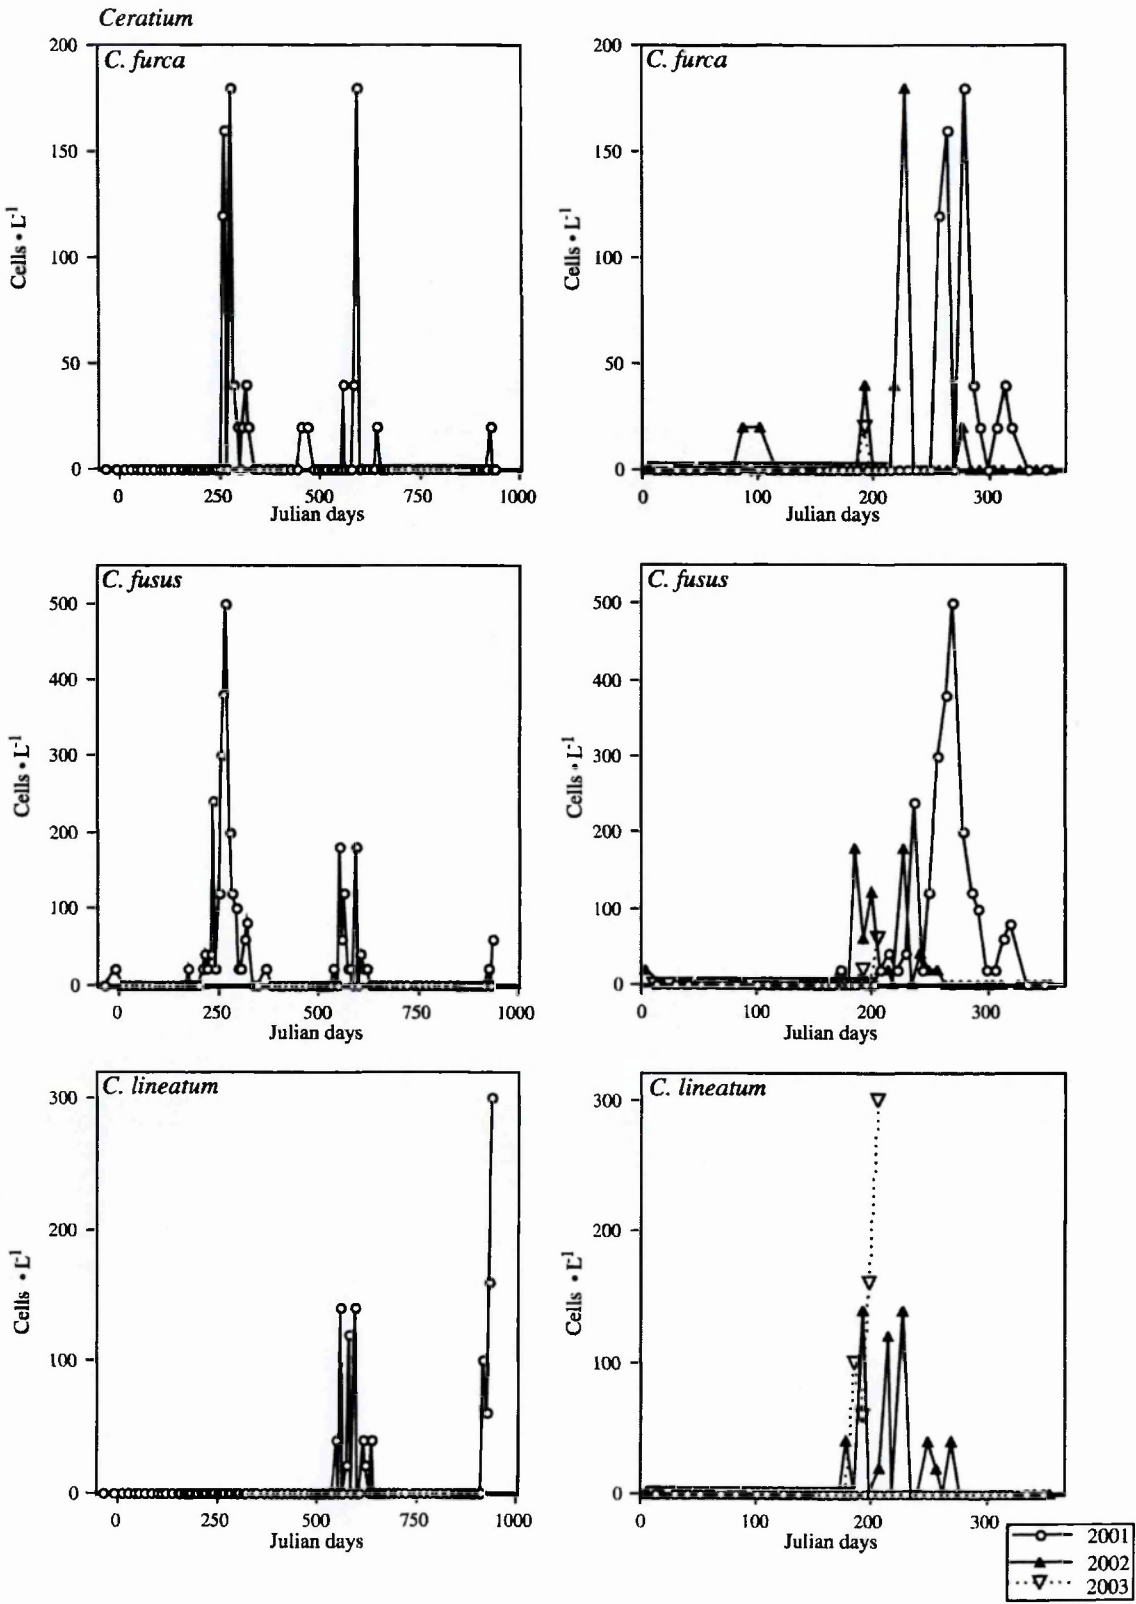 Ceratium
C. furca
200
150
100
50
0
Cells • L-1
0 250 500 750 1000
Julian days
C. furca
200
150
100
50
0
Cells • L-1
0 100 200 300
Julian days
C. fusus
500
400
300
200
100
0
Cells • L-1
0 250 500 750 1000
Julian days
C. fusus
500
400
300
200
100
0
Cells • L-1
0 100 200 300
Julian days
C. lineatum
300
200
100
0
Cells • L-1
0 250 500 750 1000
Julian days
C. lineatum
300
200
100
0
Cells • L-1
0 100 200 300
Julian days
2001
2002
2003